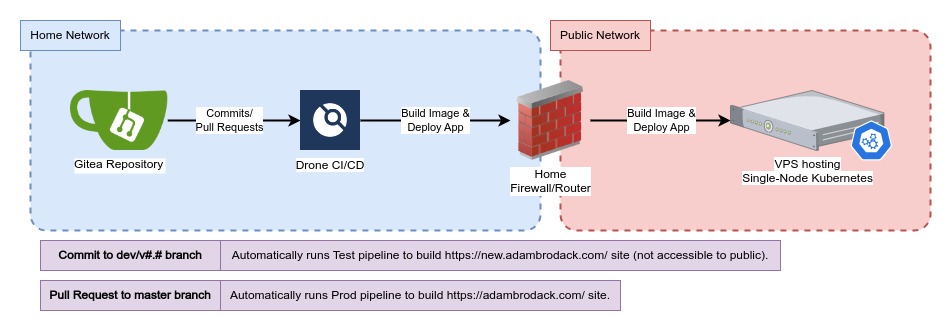 Home Network
Public Network
Commits/
Pull Requests
Build Image &
Deploy App
Build Image &
Deploy App
Gitea Repository
Drone CI/CD
Home
Firewall/Router
VPS hosting
Single-Node Kubernetes
Commit to dev/v#.# branch
Automatically runs Test pipeline to build https://new.adambrodack.com/ site (not accessible to public).
Pull Request to master branch
Automatically runs Prod pipeline to build https://adambrodack.com/ site.